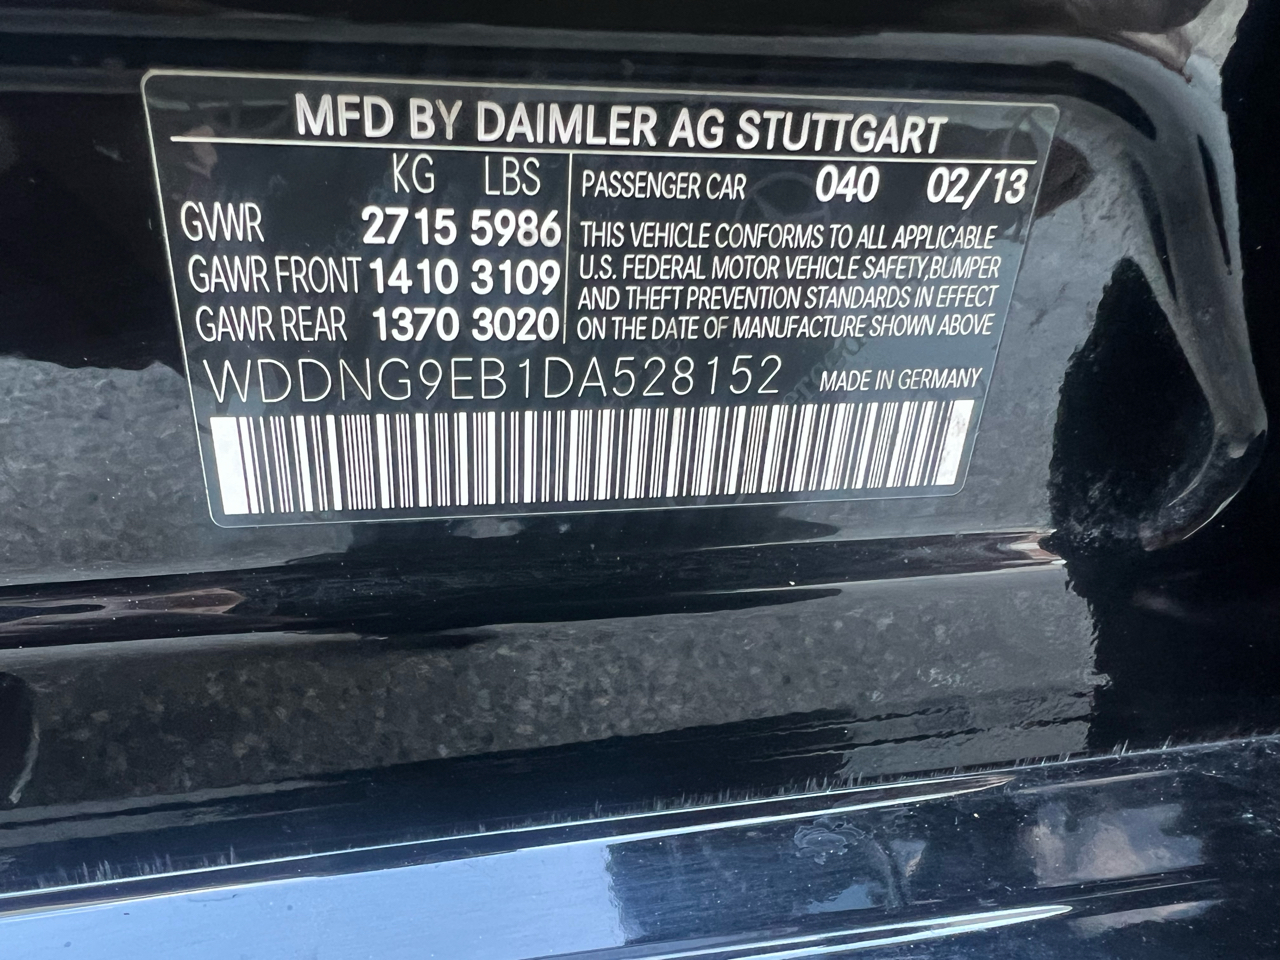 MFD BY DAIMLER AG STUTTGART
KG LBS
GVWR 2715 5986
GAWR FRONT 1410 3109
GAWR REAR 1370 3020
PASSENGER CAR 040 02/13
THIS VEHICLE CONFORMS TO ALL APPLICABLE
U.S. FEDERAL MOTOR VEHICLE SAFETY,BUMPER
AND THEFT PREVENTION STANDARDS IN EFFECT
ON THE DATE OF MANUFACTURE SHOWN ABOVE
WDDNG9EB1DA528152 MADE IN GERMANY